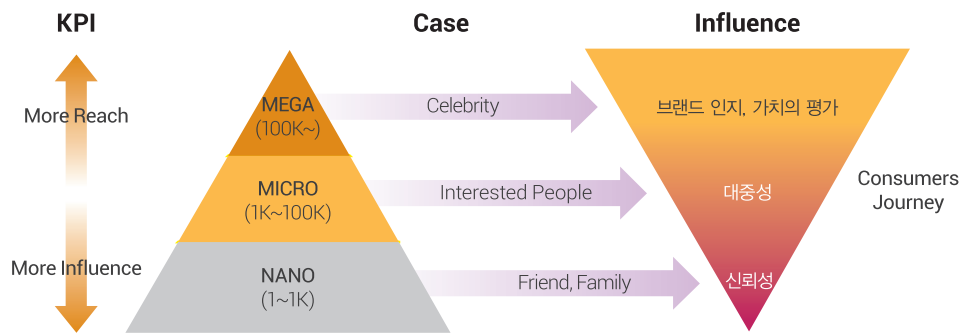 KPI
Case
Influence
More Reach
MEGA
(100K~)
Celebrity
브랜드 인지, 가치의 평가
MICRO
(1K~100K)
Interested People
대중성
Consumers
Journey
More Influence
NANO
(1~1K)
Friend, Family
신뢰성